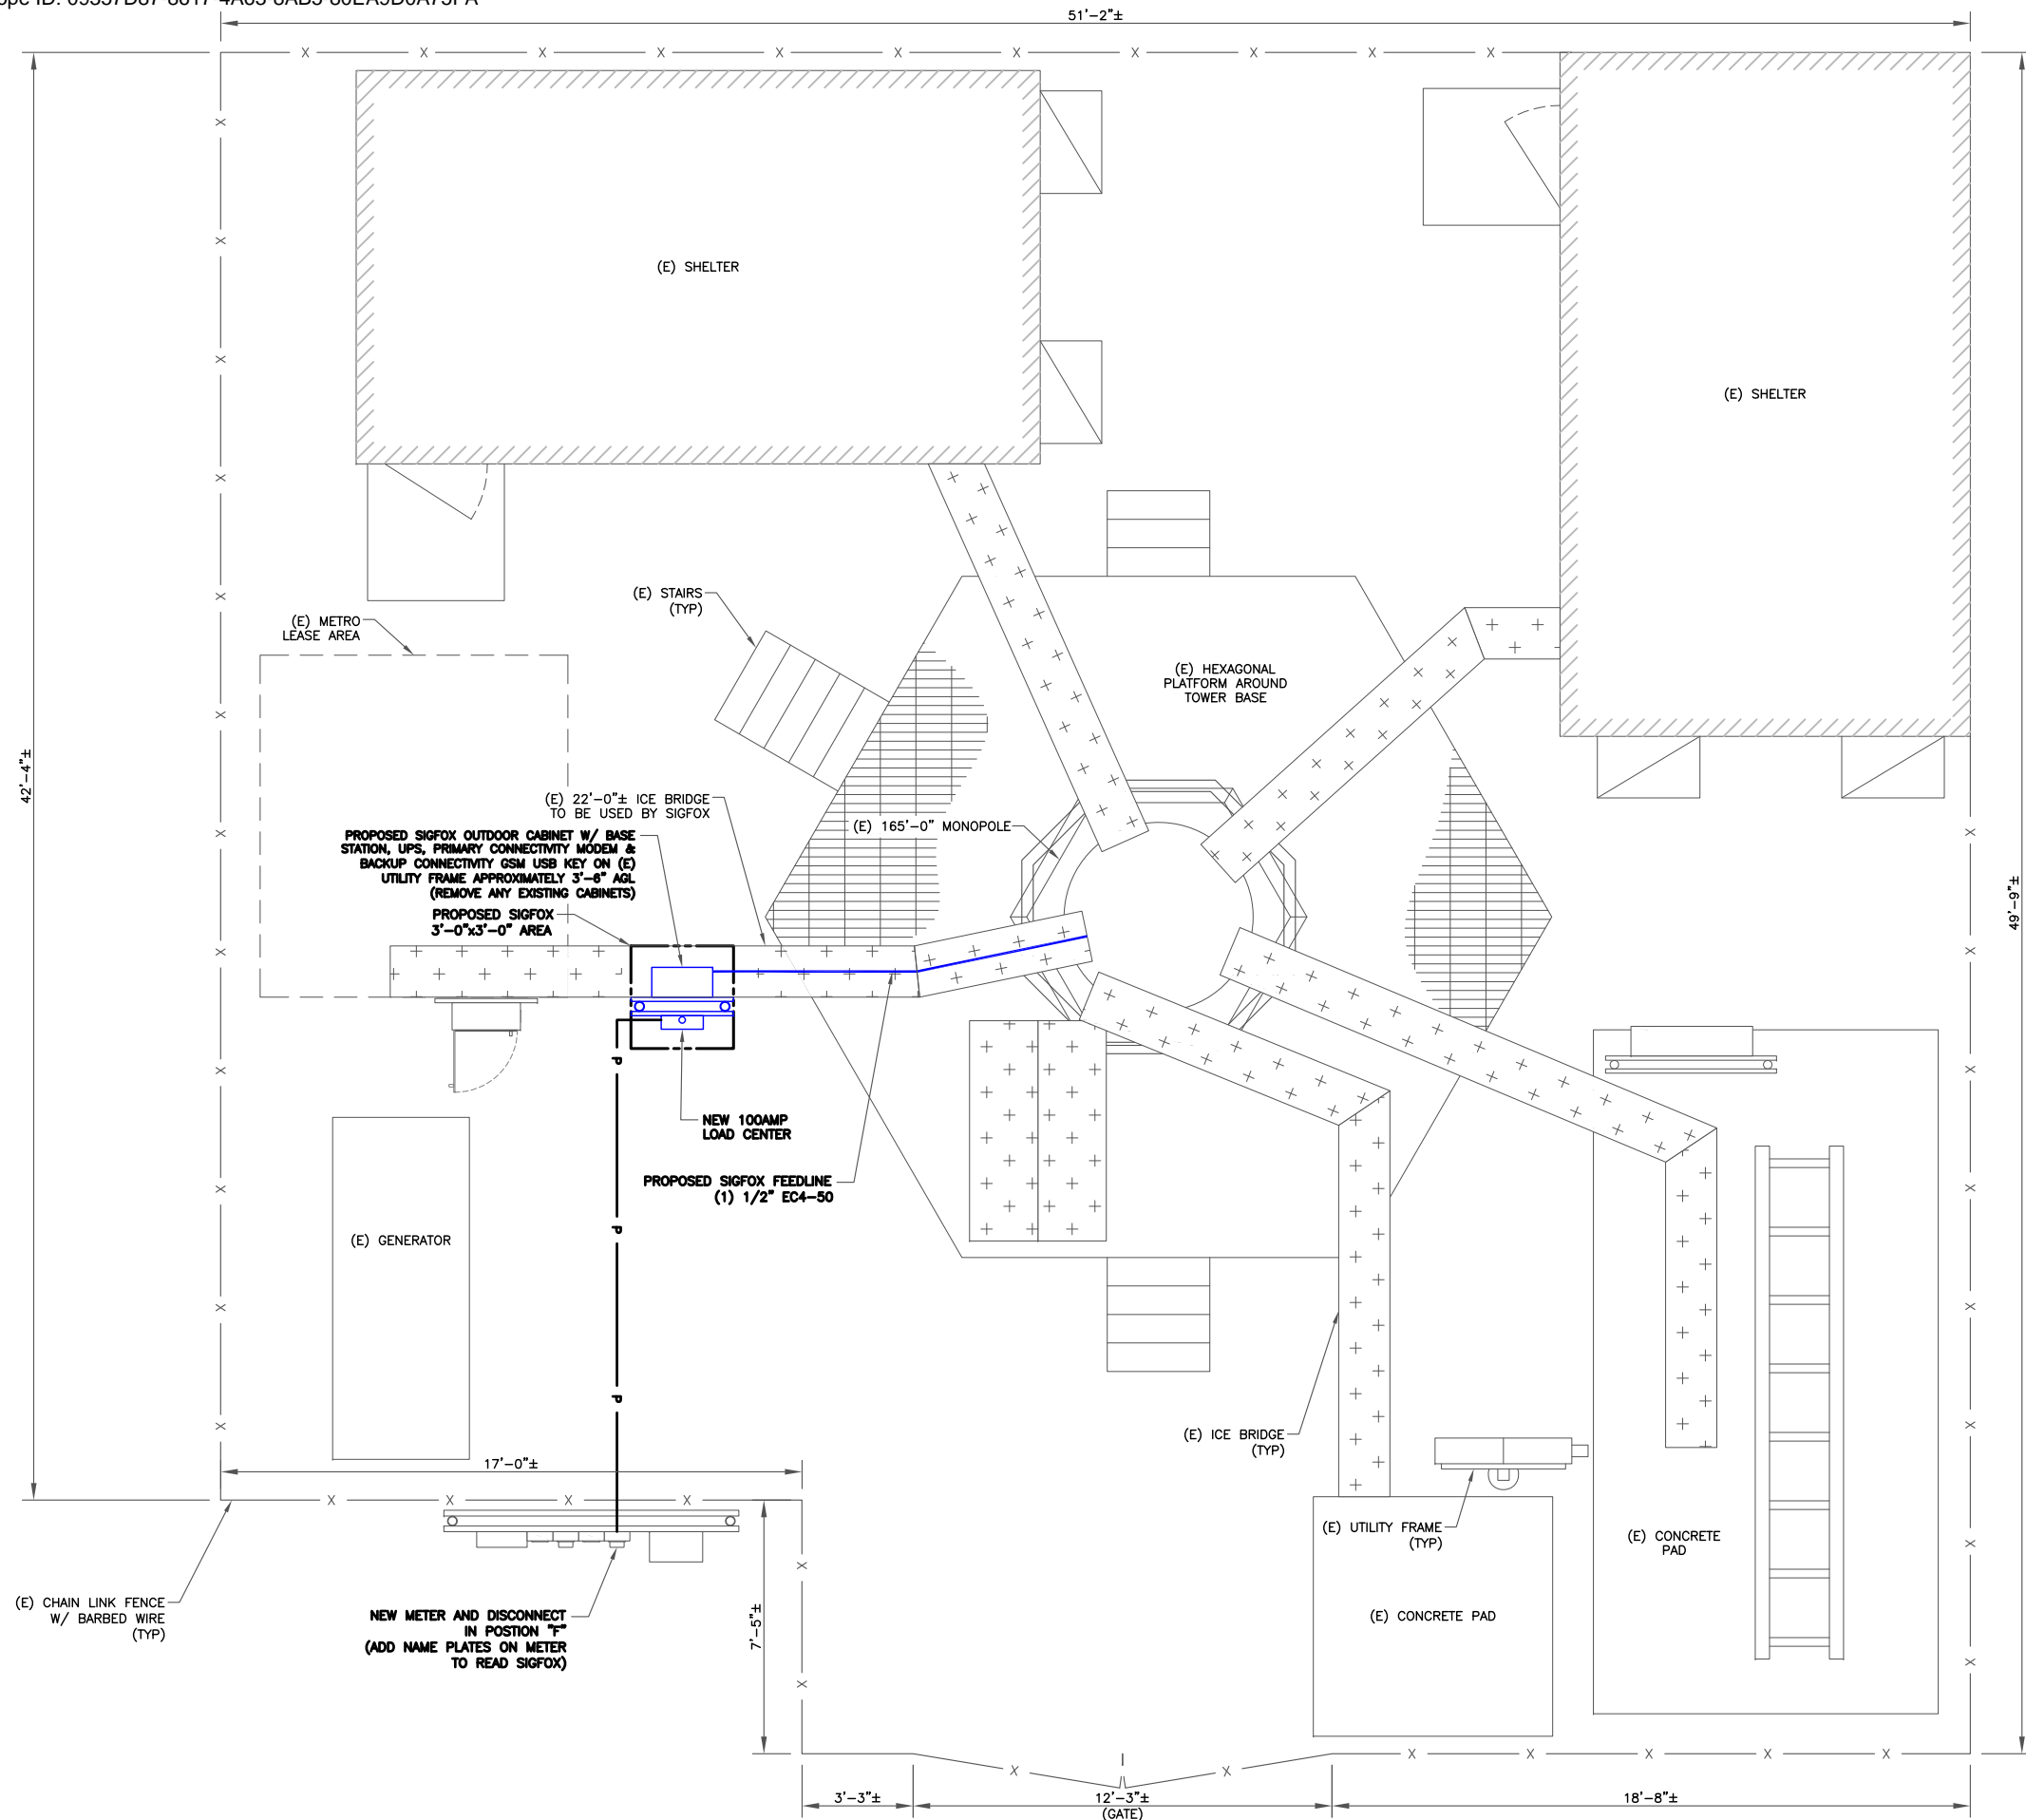 51'-2"±
(E) SHELTER
(E) SHELTER
(E) STAIRS
(TYP)
(E) METRO
LEASE AREA
(E) HEXAGONAL
PLATFORM AROUND
TOWER BASE
42'-4"±
49'-9"±
(E) 22'-0"± ICE BRIDGE
TO BE USED BY SIGFOX
(E) 165'-0" MONOPOLE
PROPOSED SIGFOX OUTDOOR CABINET W/ BASE
STATION, UPS, PRIMARY CONNECTIVITY MODEM &
BACKUP CONNECTIVITY GSM USB KEY ON (E)
UTILITY FRAME APPROXIMATELY 3'-6" AGL
(REMOVE ANY EXISTING CABINETS)
PROPOSED SIGFOX
3'-0"x3'-0" AREA
P
NEW 100AMP
LOAD CENTER
PROPOSED SIGFOX FEEDLINE
(1) 1/2" EC4-50
P
(E) GENERATOR
P
(E) ICE BRIDGE
(TYP)
17'-0"±
(E) UTILITY FRAME
(TYP)
(E) CONCRETE
PAD
(E) CHAIN LINK FENCE
W/ BARBED WIRE
(TYP)
NEW METER AND DISCONNECT
IN POSTION "F"
(ADD NAME PLATES ON METER
TO READ SIGFOX)
7'-5"±
(E) CONCRETE PAD
3'-3"±
12'-3"±
(GATE)
18'-8"±